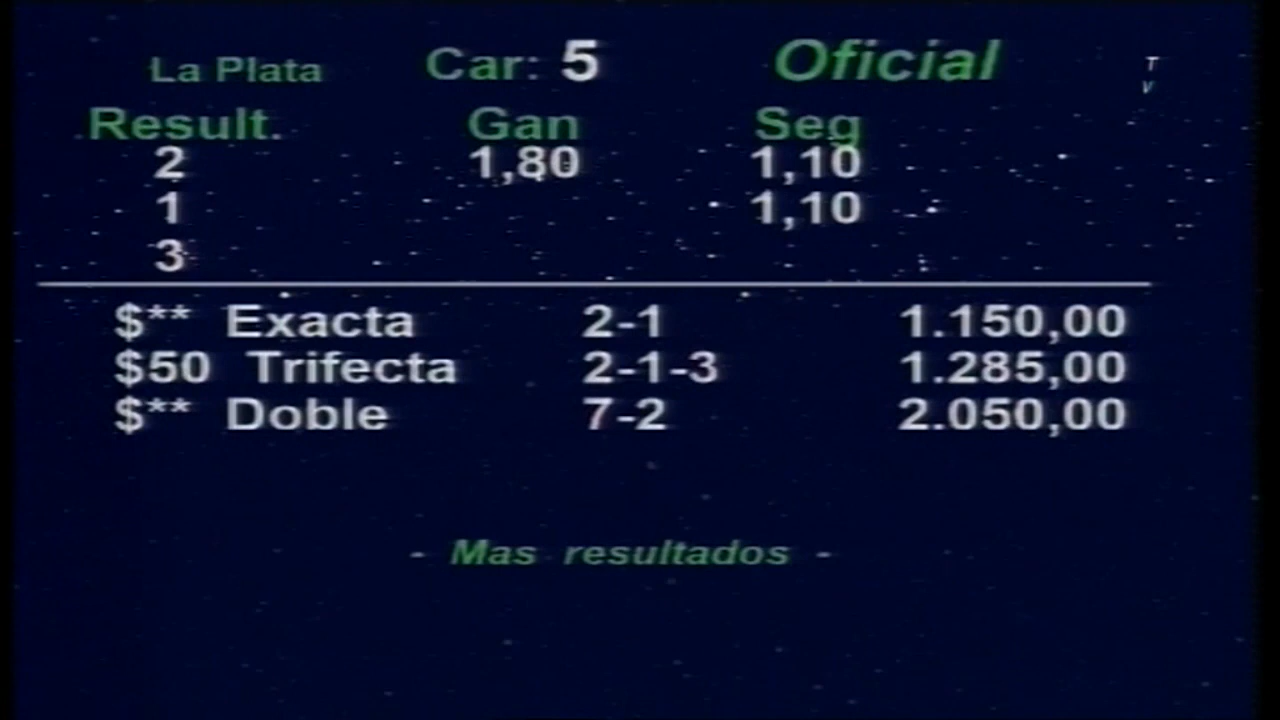 La Plata Car: 5 Oficial T
V
Result. Gan Seg
2 1,80 1,10
1 1,10
3
$** Exacta 2-1 1.150,00
$50 Trifecta 2-1-3 1.285,00
$** Doble 7-2 2.050,00
- Mas resultados -